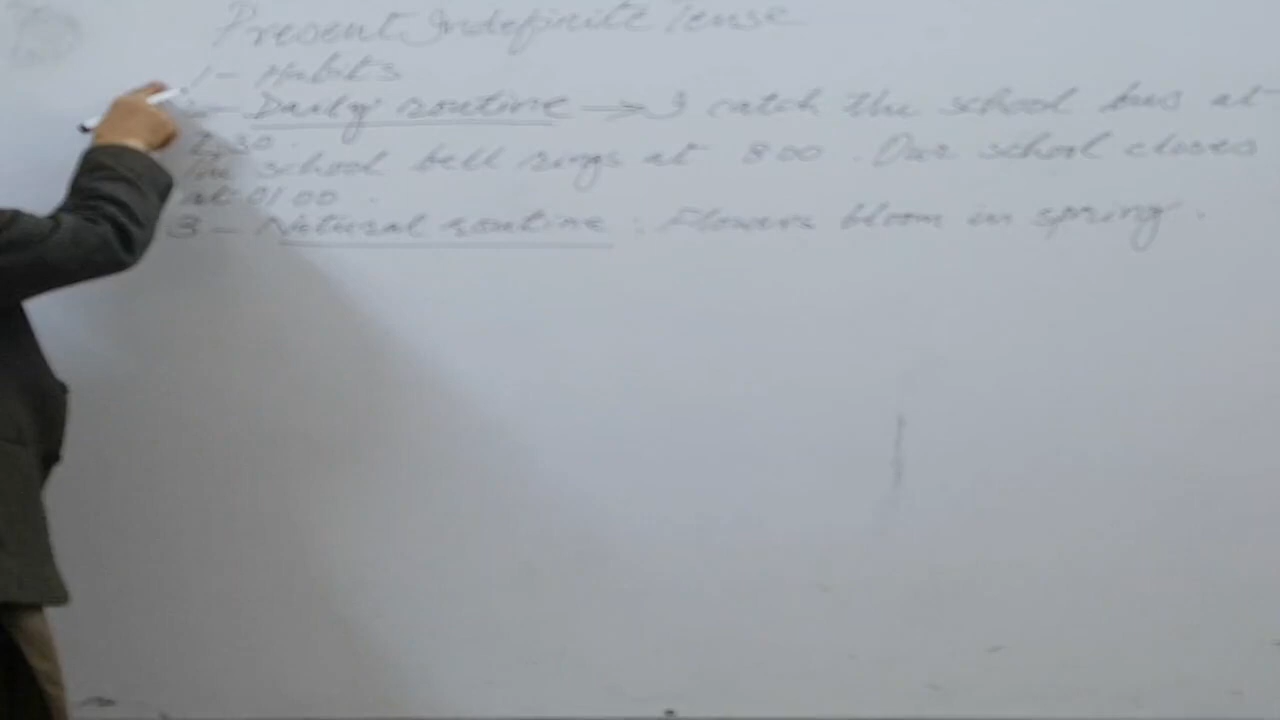 Present Indefinite Tense
1- Habits
- Daily routine → I catch the school bus at
7.30.
The school bell rings at 8.00. Our school closes
at 01.00.
3- Natural routine: Flowers bloom in spring.